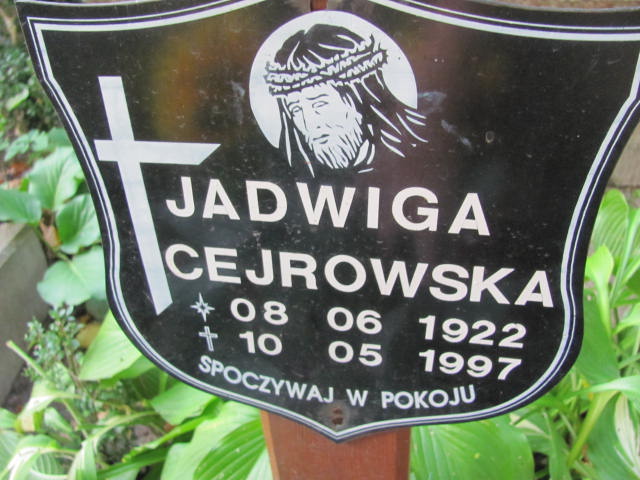 JADWIGA
CEJROWSKA
08 06 1922
10 05 1997
SPOCZYWAJ W POKOJU